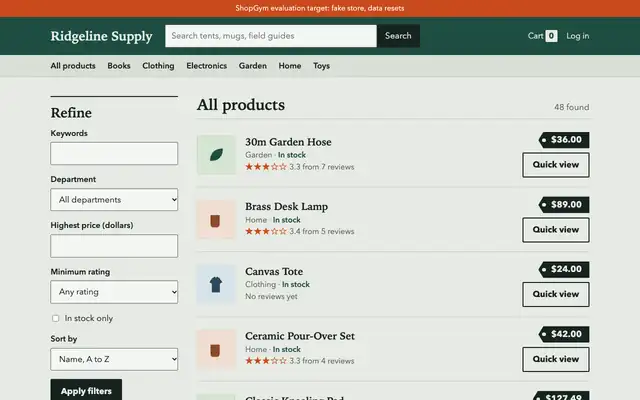 ShopGym evaluation target: fake store, data resets
Ridgeline Supply
Search tents, mugs, field guides
Search
Cart 0
Log in
All products
Books
Clothing
Electronics
Garden
Home
Toys
Refine
Keywords
Department
All departments
Highest price (dollars)
Minimum rating
Any rating
In stock only
Sort by
Name, A to Z
Apply filters
All products
48 found
30m Garden Hose
Garden · In stock
★★★☆☆ 3.3 from 7 reviews
$36.00
Quick view
Brass Desk Lamp
Home · In stock
★★★☆☆ 3.4 from 5 reviews
$89.00
Quick view
Canvas Tote
Clothing · In stock
No reviews yet
$24.00
Quick view
Ceramic Pour-Over Set
Home · In stock
★★★☆☆ 3.3 from 4 reviews
$42.00
Quick view
Classic Kneeling Pad
$127.49